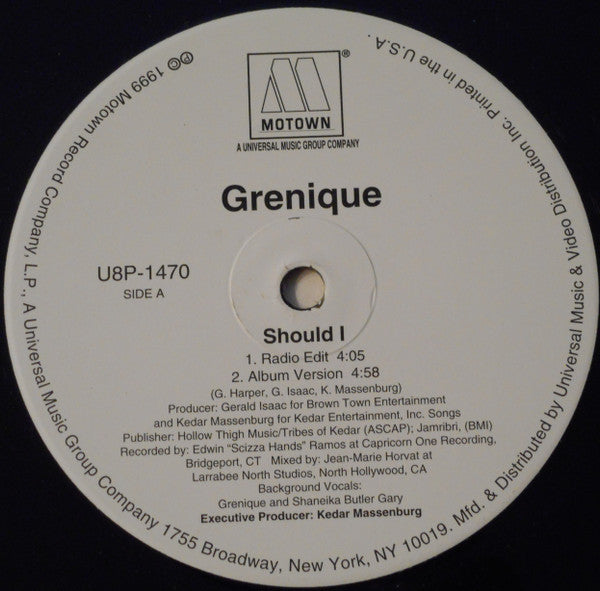 MOTOWN®
A UNIVERSAL MUSIC GROUP COMPANY
Grenique
U8P-1470
SIDE A
Should I
1. Radio Edit 4:05
2. Album Version 4:58
(G. Harper, G. Isaac, K. Massenburg)
Producer: Gerald Isaac for Brown Town Entertainment
and Kedar Massenburg for Kedar Entertainment, Inc. Songs
Publisher: Hollow Thigh Music/Tribes of Kedar (ASCAP); Jamribri, (BMI)
Recorded by: Edwin "Scizza Hands" Ramos at Capricorn One Recording,
Bridgeport, CT Mixed by: Jean-Marie Horvat at
Larrabee North Studios, North Hollywood, CA
Background Vocals:
Grenique and Shaneika Butler Gary
Executive Producer: Kedar Massenburg
℗ © 1999 Motown Record Company, L.P., A Universal Music Group Company 1755 Broadway, New York, NY 10019. Mfd. & Distributed by Universal Music & Video Distribution Inc. Printed in the U.S.A.